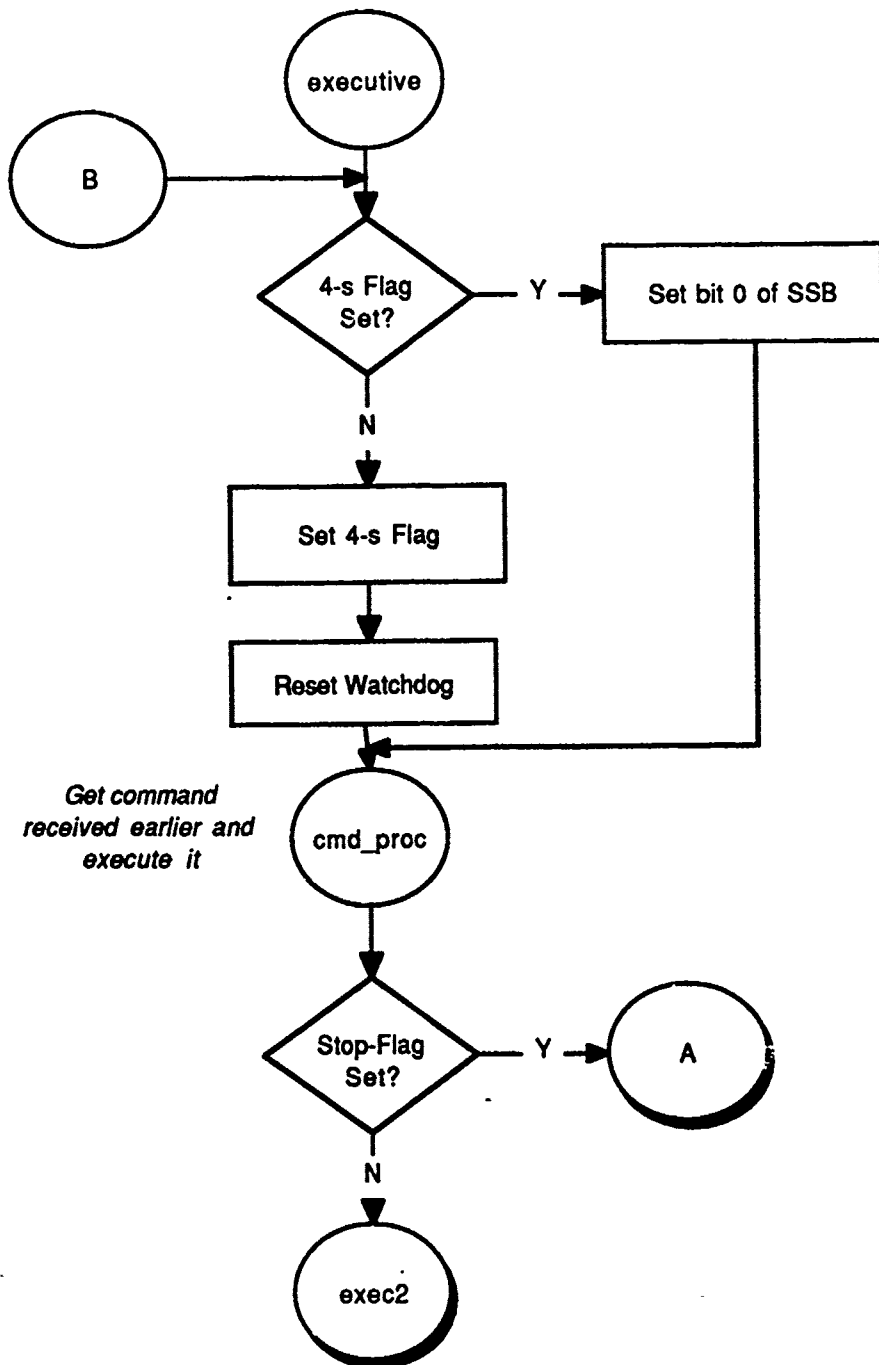 executive
B
4-s Flag
Set?
Y
Set bit 0 of SSB
N
Set 4-s Flag
Reset Watchdog
Get command
received earlier and
execute it
cmd_proc
Stop-Flag
Set?
Y
A
N
exec2